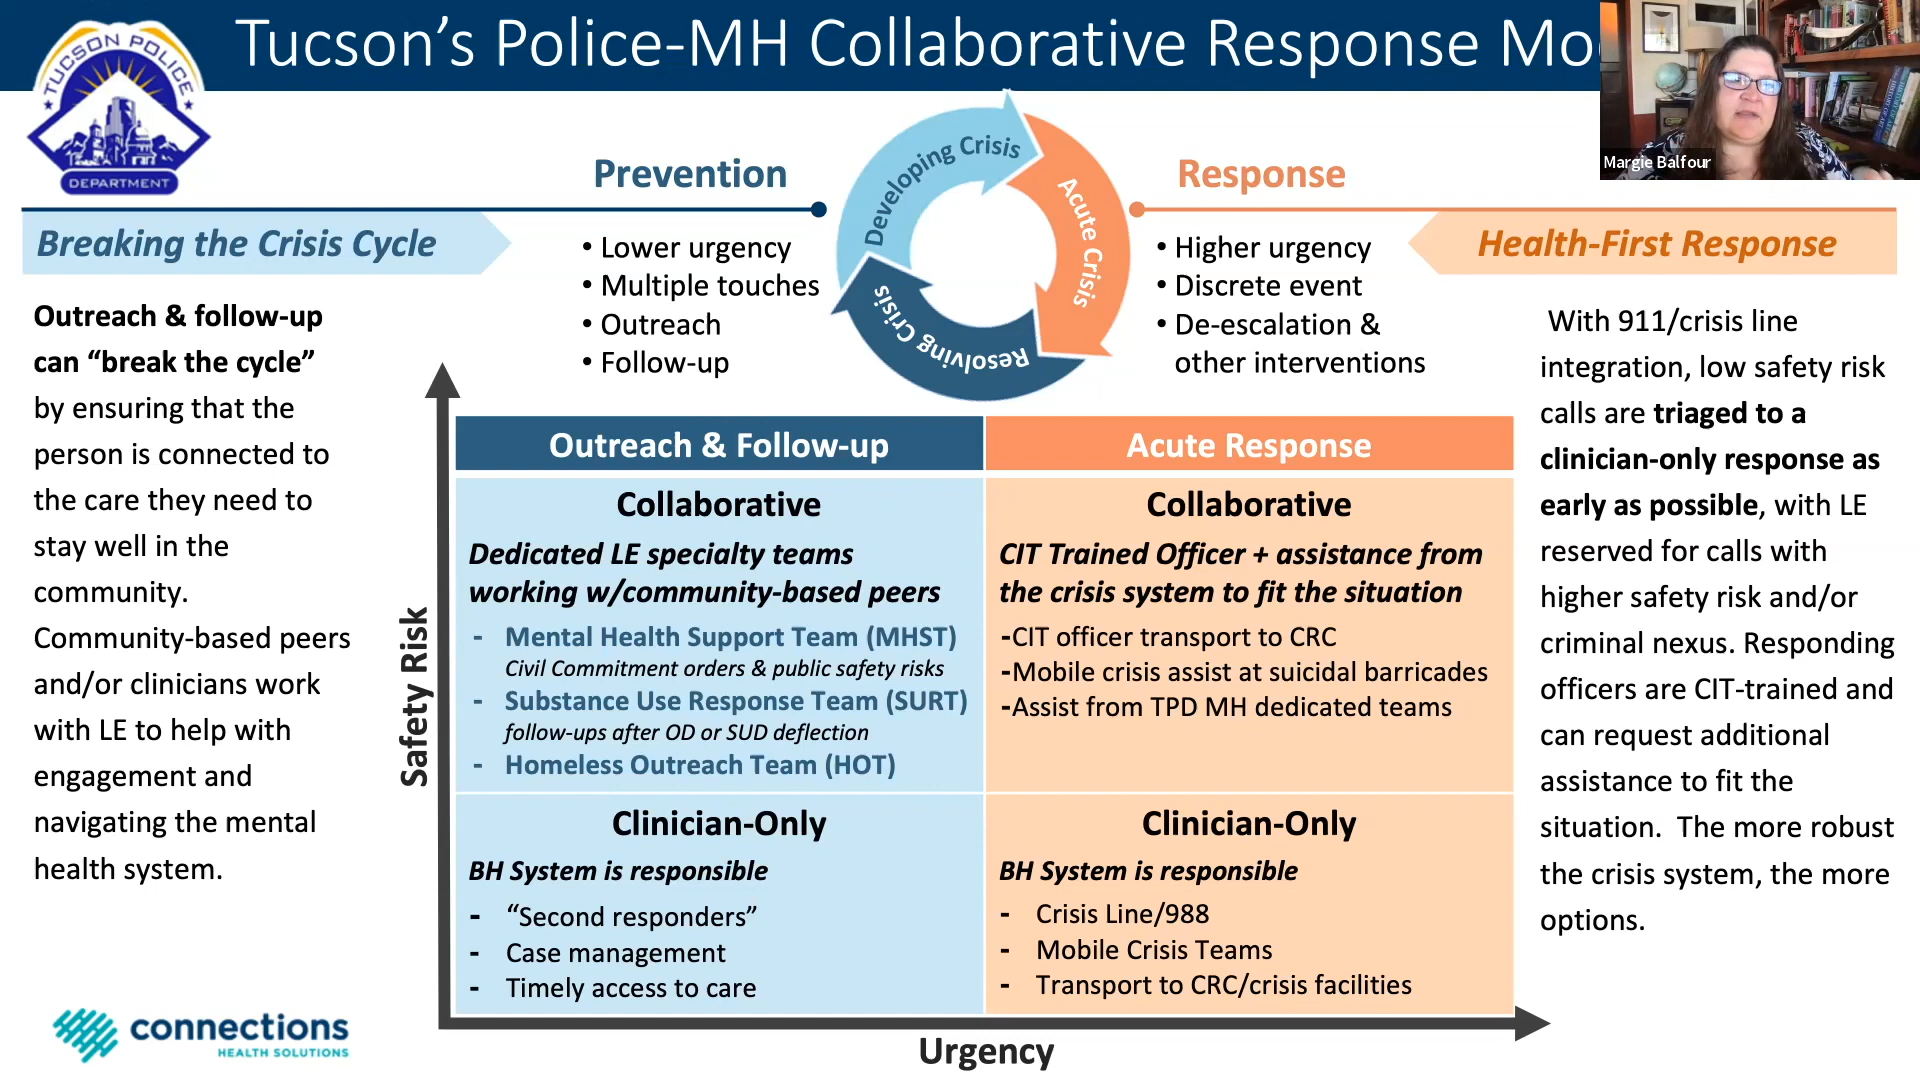 Tucson's Police-MH Collaborative Response Mo
TUCSON POLICE
DEPARTMENT
Margie Balfour
Prevention
Response
Developing Crisis
Acute Crisis
Resolving Crisis
Breaking the Crisis Cycle
Health-First Response
• Lower urgency
• Multiple touches
• Outreach
• Follow-up
• Higher urgency
• Discrete event
• De-escalation &
other interventions
Outreach & follow-up
can “break the cycle”
by ensuring that the
person is connected to
the care they need to
stay well in the
community.
Community-based peers
and/or clinicians work
with LE to help with
engagement and
navigating the mental
health system.
Safety Risk
Outreach & Follow-up
Collaborative
Dedicated LE specialty teams
working w/community-based peers
- Mental Health Support Team (MHST)
Civil Commitment orders & public safety risks
- Substance Use Response Team (SURT)
follow-ups after OD or SUD deflection
- Homeless Outreach Team (HOT)
Clinician-Only
BH System is responsible
- “Second responders”
- Case management
- Timely access to care
Acute Response
Collaborative
CIT Trained Officer + assistance from
the crisis system to fit the situation
-CIT officer transport to CRC
-Mobile crisis assist at suicidal barricades
-Assist from TPD MH dedicated teams
Clinician-Only
BH System is responsible
- Crisis Line/988
- Mobile Crisis Teams
- Transport to CRC/crisis facilities
Urgency
With 911/crisis line
integration, low safety risk
calls are triaged to a
clinician-only response as
early as possible, with LE
reserved for calls with
higher safety risk and/or
criminal nexus. Responding
officers are CIT-trained and
can request additional
assistance to fit the
situation. The more robust
the crisis system, the more
options.
connections
HEALTH SOLUTIONS